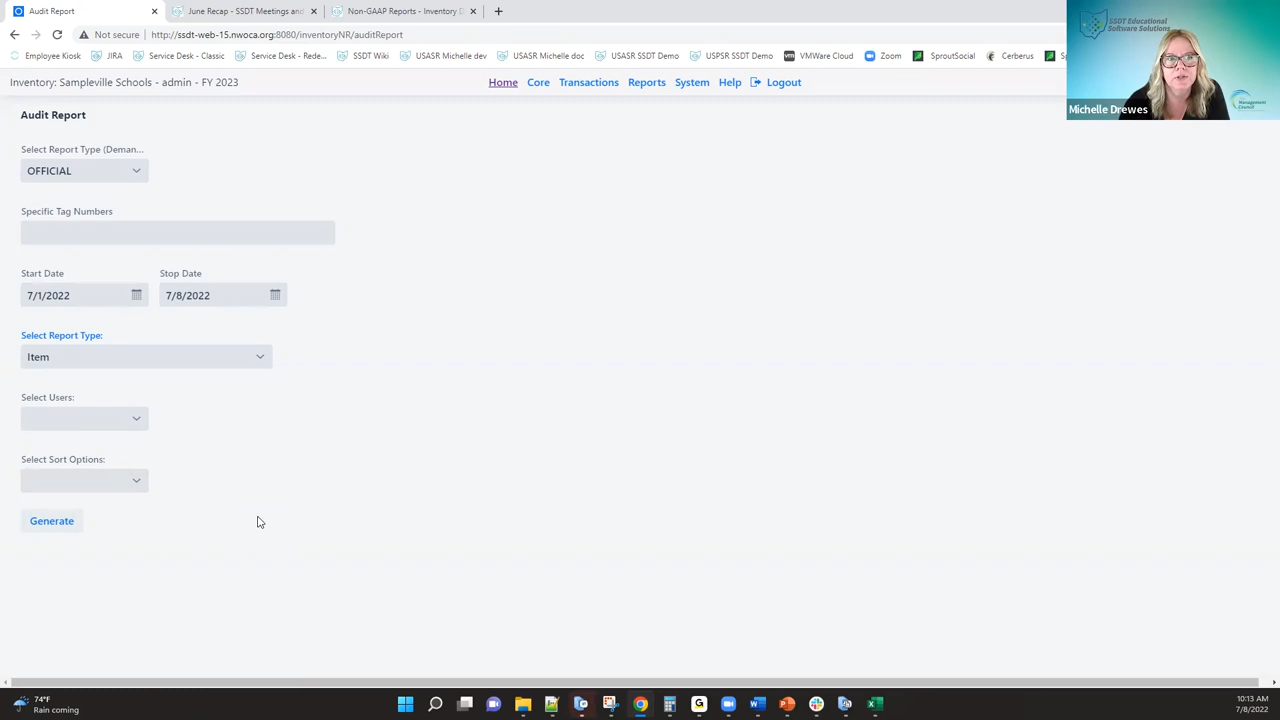 Audit Report
June Recap - SSDT Meetings and
Non-GAAP Reports - Inventory D
Not secure
http://ssdt-web-15.nwoca.org:8080/inventoryNR/auditReport
Employee Kiosk
JIRA
Service Desk - Classic
Service Desk - Rede...
SSDT Wiki
USASR Michelle dev
USASR Michelle doc
USASR SSDT Demo
USPSR SSDT Demo
VMWare Cloud
Zoom
SproutSocial
Cerberus
Sp
Inventory: Sampleville Schools - admin - FY 2023
Home
Core
Transactions
Reports
System
Help
Logout
SSDT Educational
Software Solutions
Management
Council
Michelle Drewes
Audit Report
Select Report Type (Deman...
OFFICIAL
Specific Tag Numbers
Start Date
Stop Date
7/1/2022
7/8/2022
Select Report Type:
Item
Select Users:
Select Sort Options:
Generate
74°F
Rain coming
10:13 AM
7/8/2022